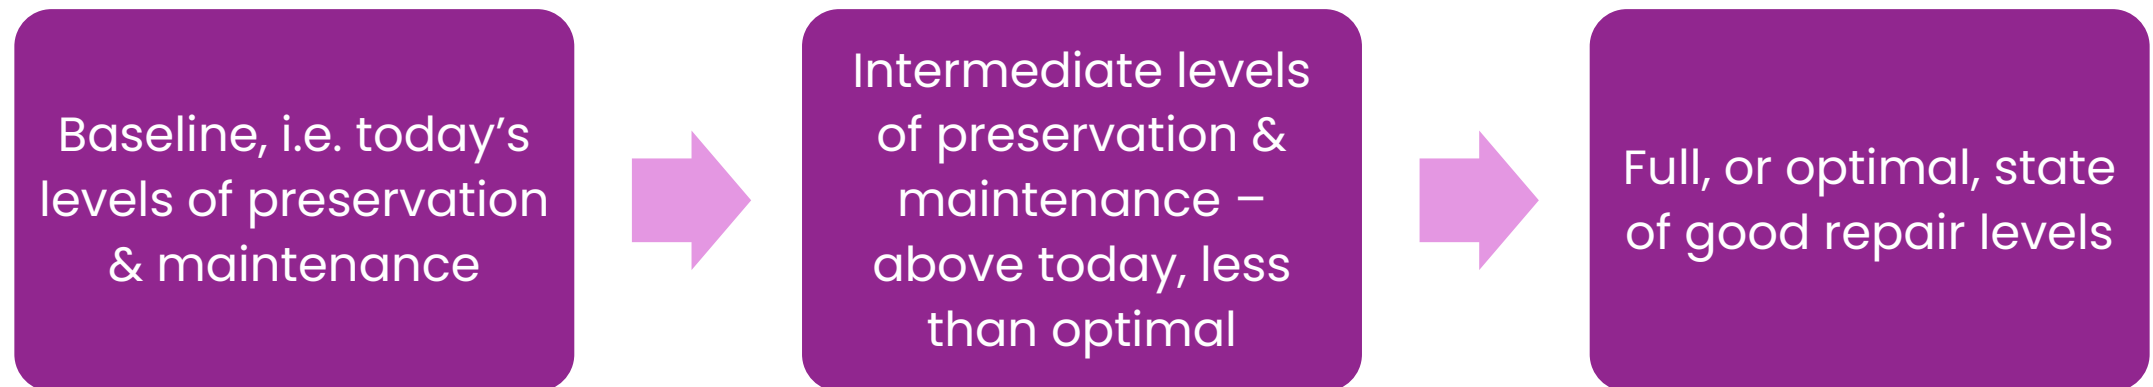 Baseline, i.e. today’s
levels of preservation
& maintenance
Intermediate levels
of preservation &
maintenance –
above today, less
than optimal
Full, or optimal, state
of good repair levels